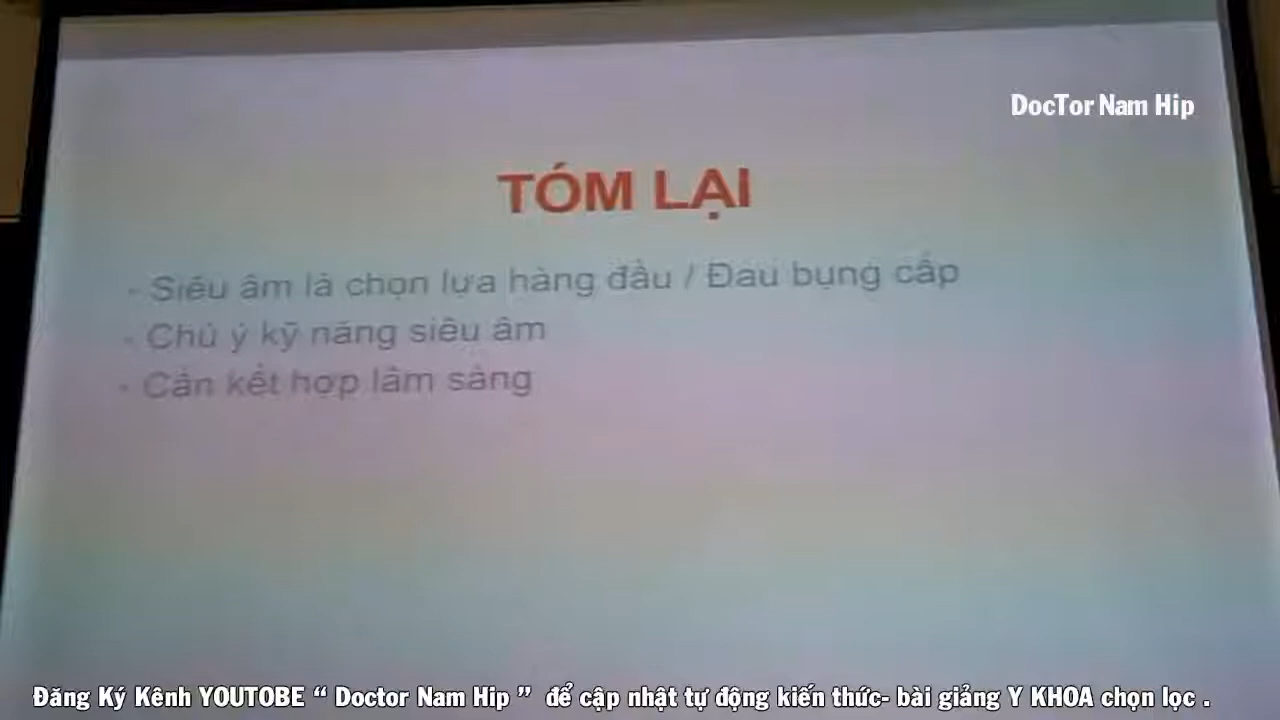 DocTor Nam Hip
TÓM LẠI
- Siêu âm là chọn lựa hàng đầu / Đau bụng cấp
- Chú ý kỹ năng siêu âm
- Cần kết hợp lâm sàng
Đăng Ký Kênh YOUTOBE “ Doctor Nam Hip ” để cập nhật tự động kiến thức- bài giảng Y KHOA chọn lọc .